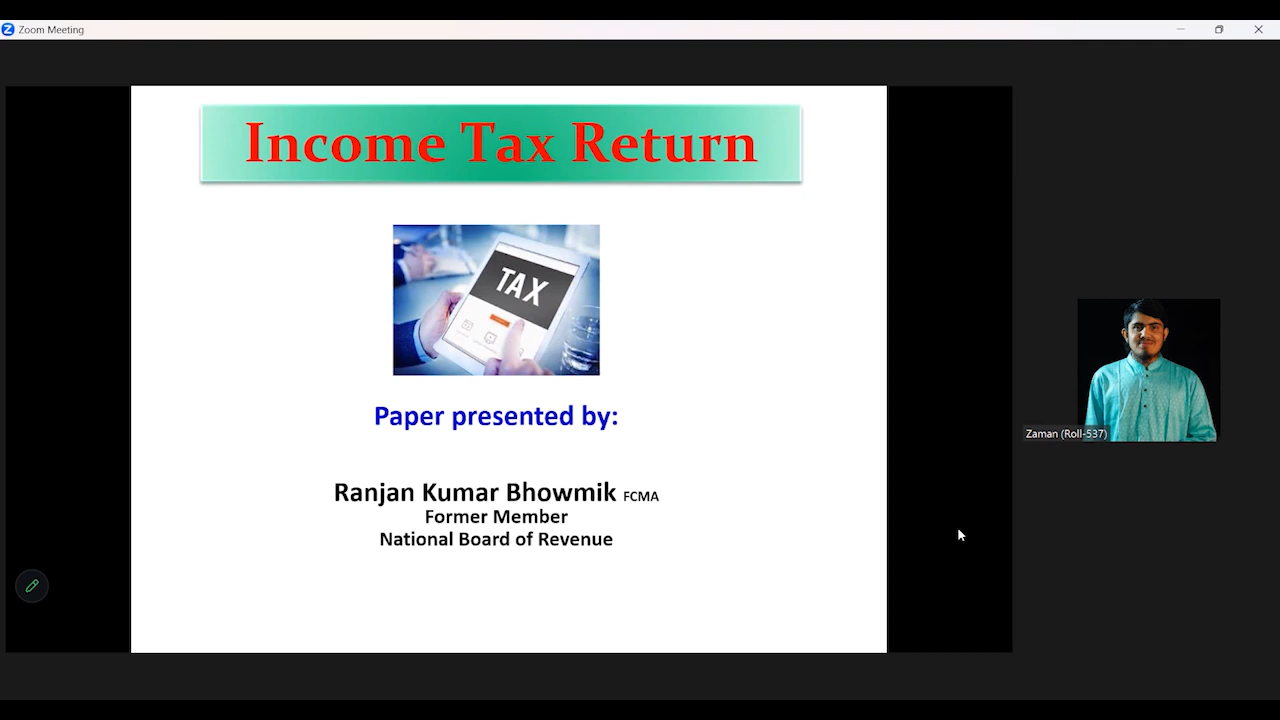 Zoom Meeting
Income Tax Return
TAX
Paper presented by:
Ranjan Kumar Bhowmik FCMA
Former Member
National Board of Revenue
Zaman (Roll-537)